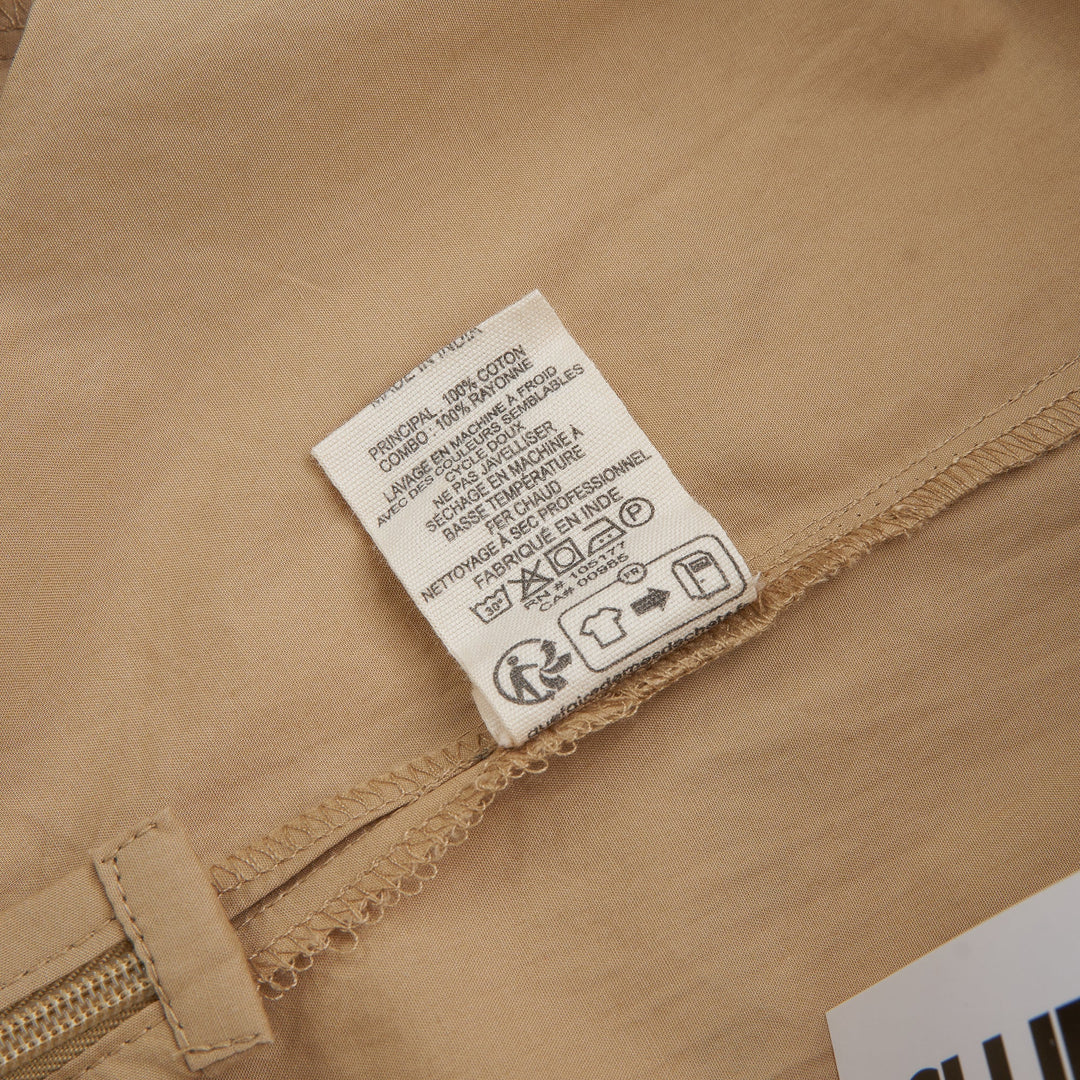 MADE IN INDIA
PRINCIPAL 100% COTON
COMBO : 100% RAYONNE
LAVAGE EN MACHINE À FROID
AVEC DES COULEURS SEMBLABLES
CYCLE DOUX
NE PAS JAVELLISER
SÉCHAGE EN MACHINE À
BASSE TEMPÉRATURE
FER CHAUD
NETTOYAGE À SEC PROFESSIONNEL
FABRIQUÉ EN INDE
30° P
RN # 105177
CA# 00985
FR
quefairedemesdechets.f